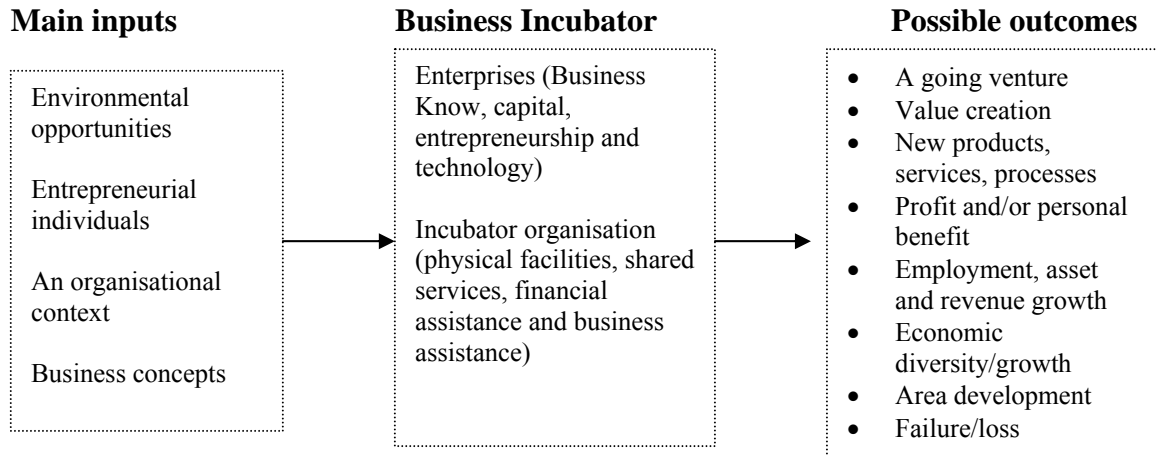 Main inputs
Environmental
opportunities
Entrepreneurial
individuals
An organisational
context
Business concepts
Business Incubator
Enterprises (Business
Know, capital,
entrepreneurship and
technology)
Incubator organisation
(physical facilities, shared
services, financial
assistance and business
assistance)
Possible outcomes
• A going venture
• Value creation
• New products,
services, processes
• Profit and/or personal
benefit
• Employment, asset
and revenue growth
• Economic
diversity/growth
• Area development
• Failure/loss